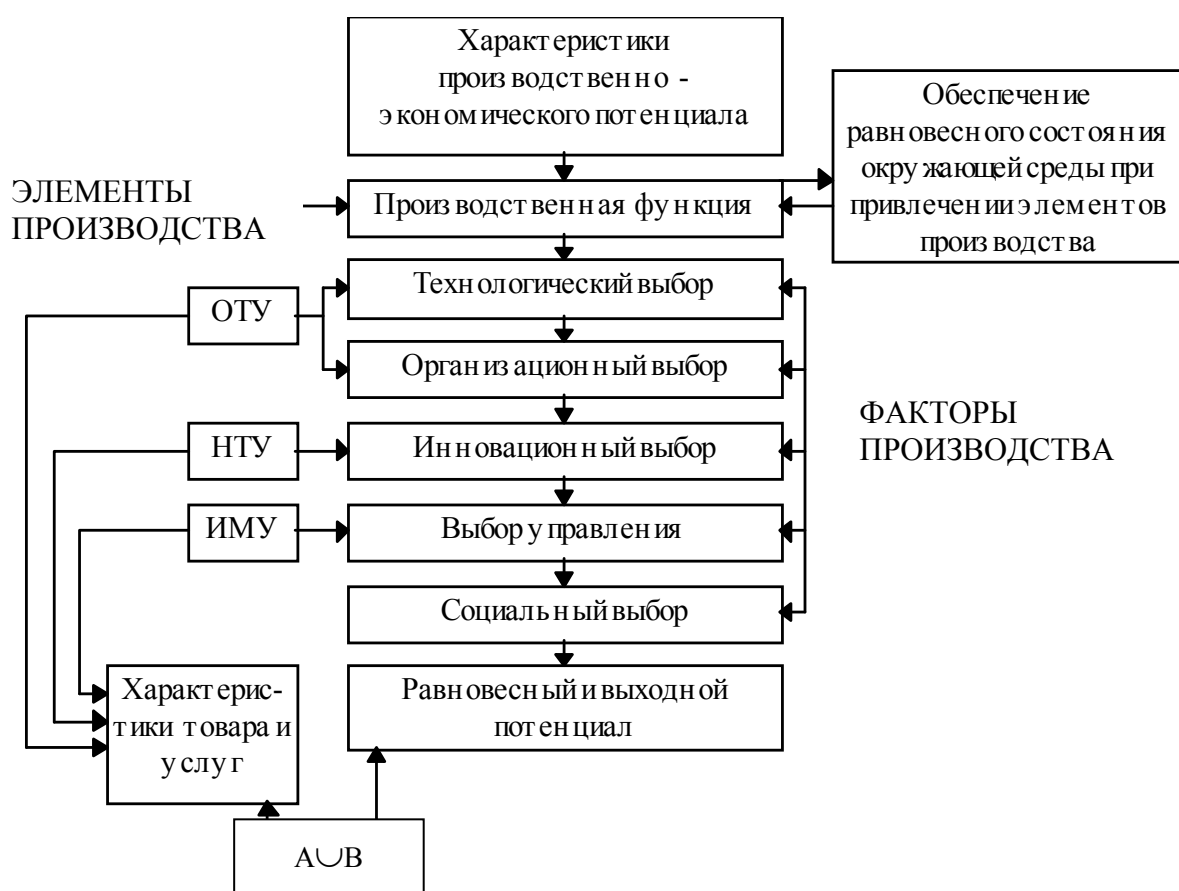 Характеристики
производственно -
экономического потенциала
Обеспечение
равновесного состояния
окружающей среды при
привлечении элементов
производства
ЭЛЕМЕНТЫ
ПРОИЗВОДСТВА
Производственная функция
Технологический выбор
ОТУ
Организационный выбор
ФАКТОРЫ
ПРОИЗВОДСТВА
НТУ
Инновационный выбор
ИМУ
Выбор управления
Социальный выбор
Характерис-
тики товара и
услуг
Равновесный и выходной
потенциал
A∪B